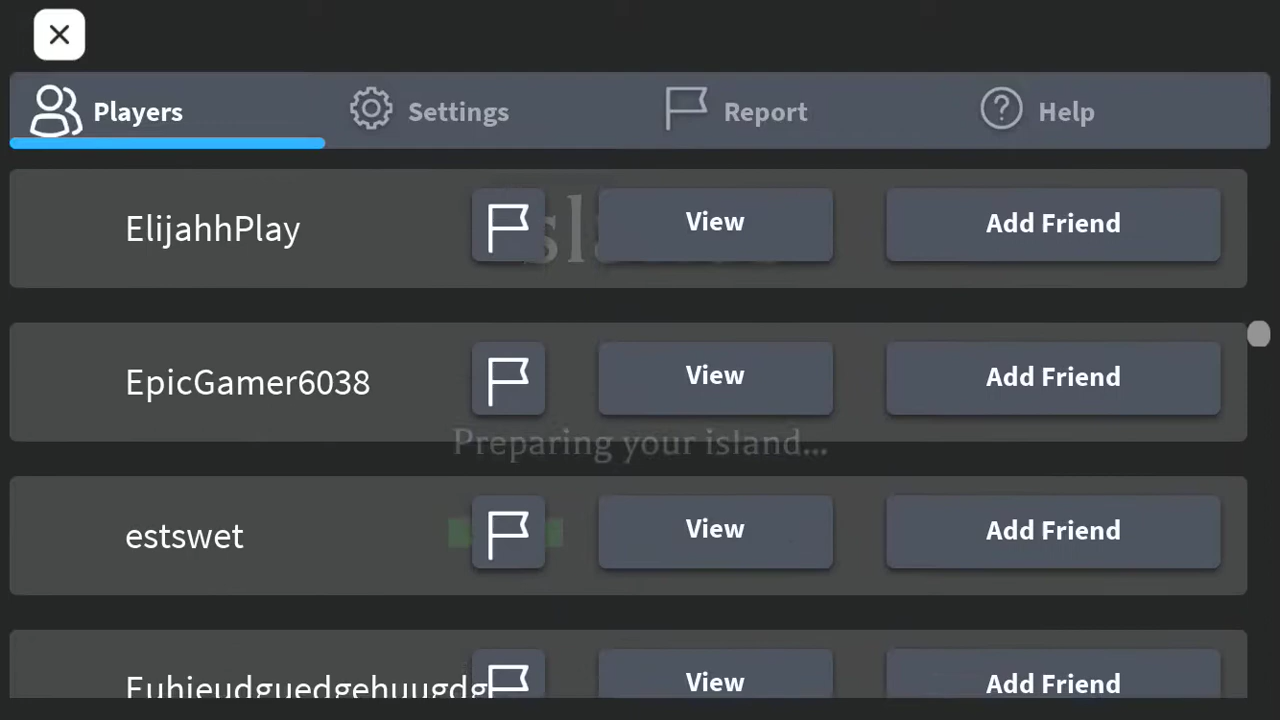 Players Settings Report Help
ElijahhPlay View Add Friend
EpicGamer6038 View Add Friend
Preparing your island...
estswet View Add Friend
View Add Friend